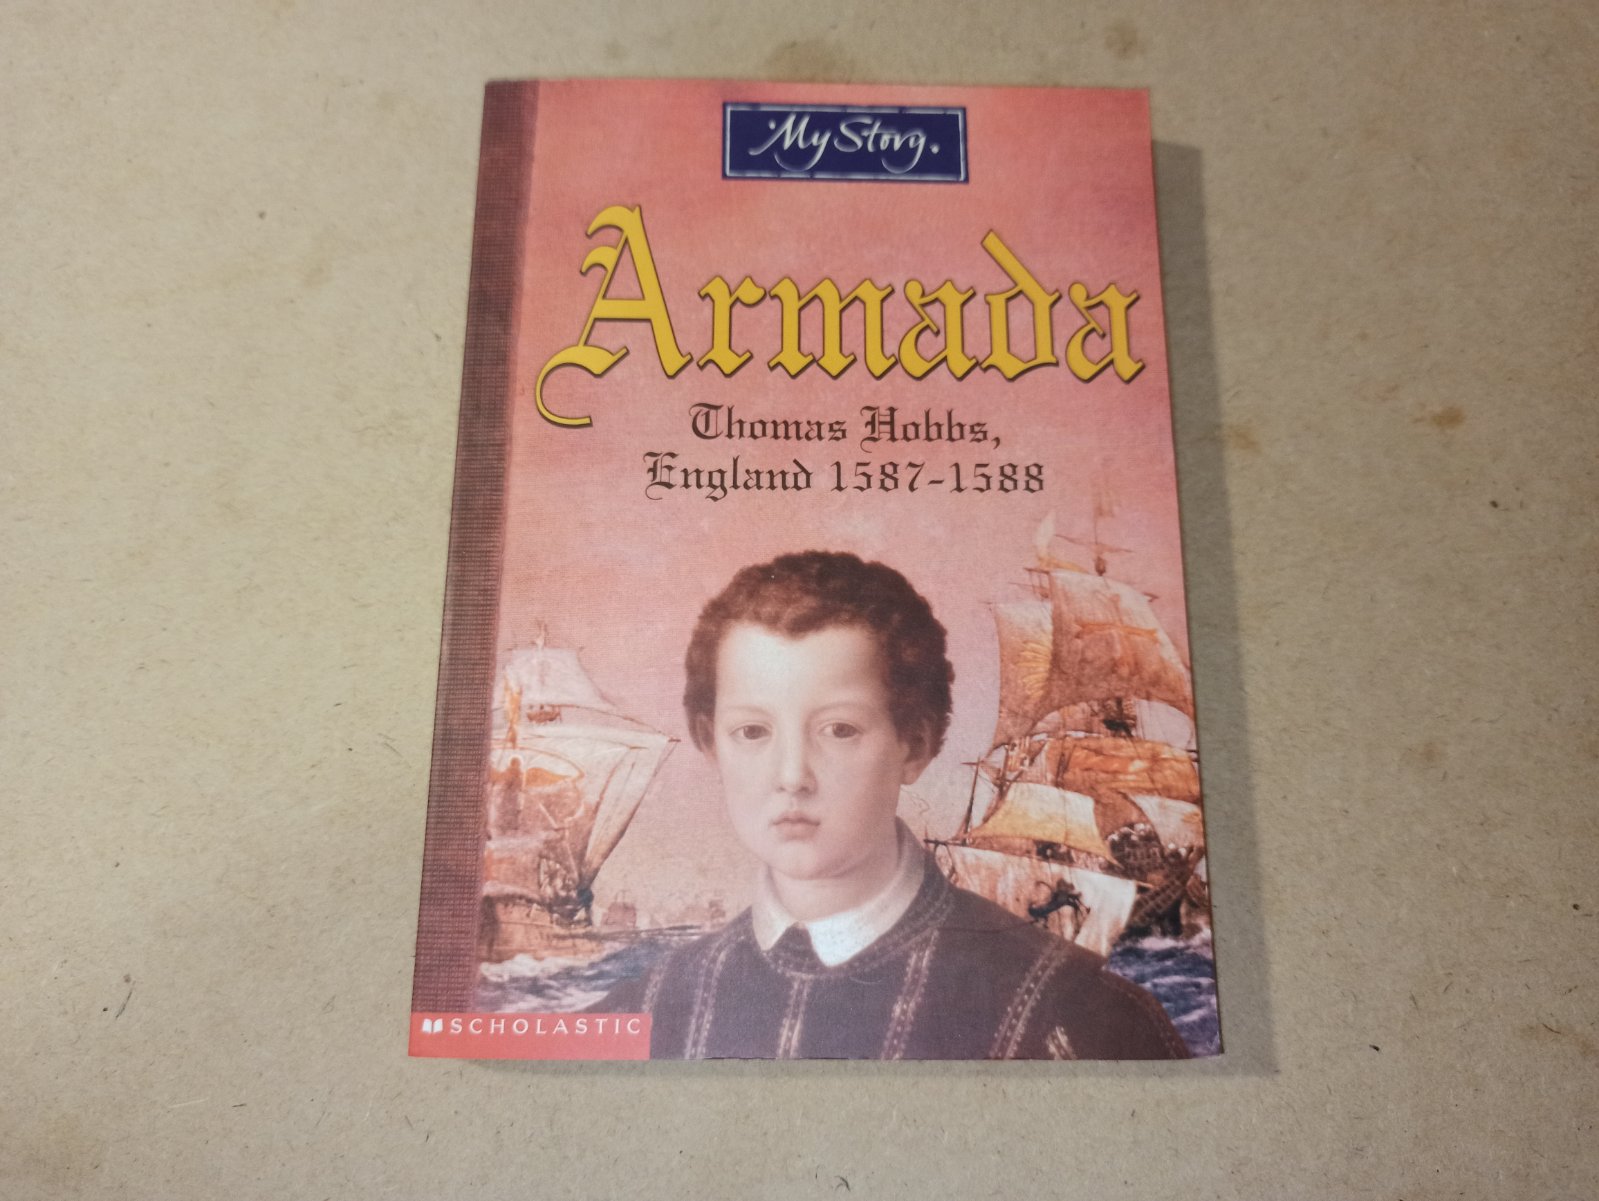 My Story.
Armada
Thomas Hobbs,
England 1587-1588
SCHOLASTIC